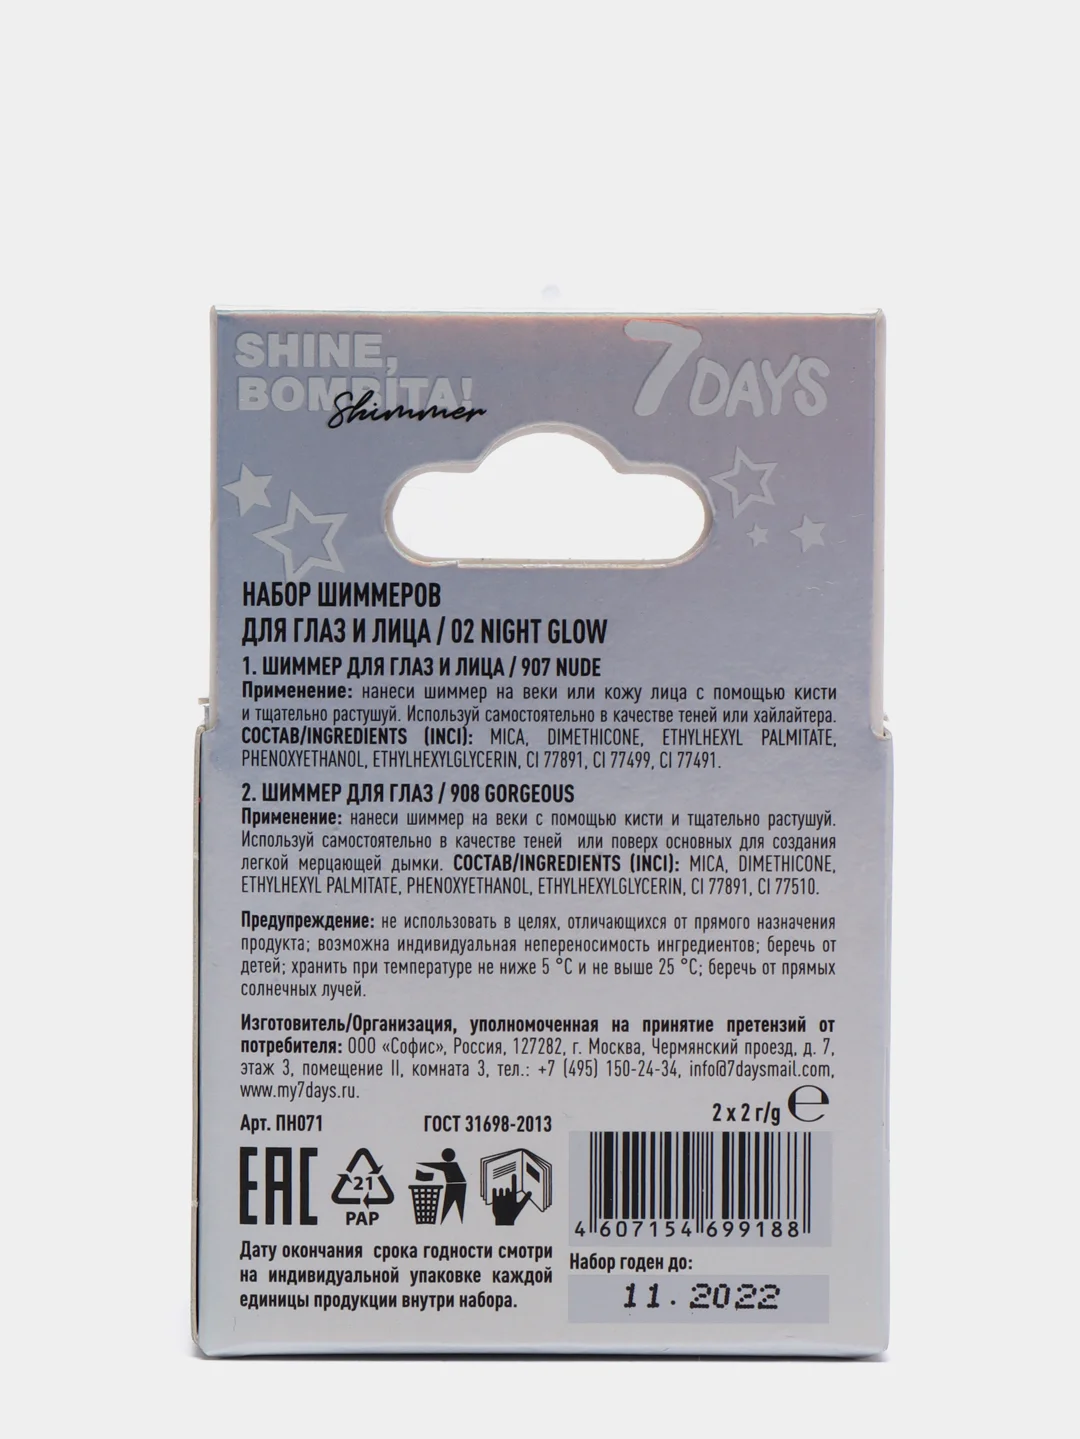 SHINE,
BOMBITA!
Shimmer
7 DAYS
НАБОР ШИММЕРОВ
ДЛЯ ГЛАЗ И ЛИЦА / 02 NIGHT GLOW
1. ШИММЕР ДЛЯ ГЛАЗ И ЛИЦА / 907 NUDE
Применение: нанеси шиммер на веки или кожу лица с помощью кисти
и тщательно растушуй. Используй самостоятельно в качестве теней или хайлайтера.
СОСТАВ/INGREDIENTS (INCI): MICA, DIMETHICONE, ETHYLHEXYL PALMITATE,
PHENOXYETHANOL, ETHYLHEXYLGLYCERIN, CI 77891, CI 77499, CI 77491.
2. ШИММЕР ДЛЯ ГЛАЗ / 908 GORGEOUS
Применение: нанеси шиммер на веки с помощью кисти и тщательно растушуй.
Используй самостоятельно в качестве теней или поверх основных для создания
легкой мерцающей дымки. СОСТАВ/INGREDIENTS (INCI): MICA, DIMETHICONE,
ETHYLHEXYL PALMITATE, PHENOXYETHANOL, ETHYLHEXYLGLYCERIN, CI 77891, CI 77510.
Предупреждение: не использовать в целях, отличающихся от прямого назначения
продукта; возможна индивидуальная непереносимость ингредиентов; беречь от
детей; хранить при температуре не ниже 5 °С и не выше 25 °С; беречь от прямых
солнечных лучей.
Изготовитель/Организация, уполномоченная на принятие претензий от
потребителя: ООО «Софис», Россия, 127282, г. Москва, Чермянский проезд, д. 7,
этаж 3, помещение II, комната 3, тел.: +7 (495) 150-24-34, info@7daysmail.com,
www.my7days.ru.
2 x 2 г/g ℮
Арт. ПН071 ГОСТ 31698-2013
EAC
21
PAP
4 607154 699188
Дату окончания срока годности смотри
на индивидуальной упаковке каждой
единицы продукции внутри набора.
Набор годен до:
11.2022